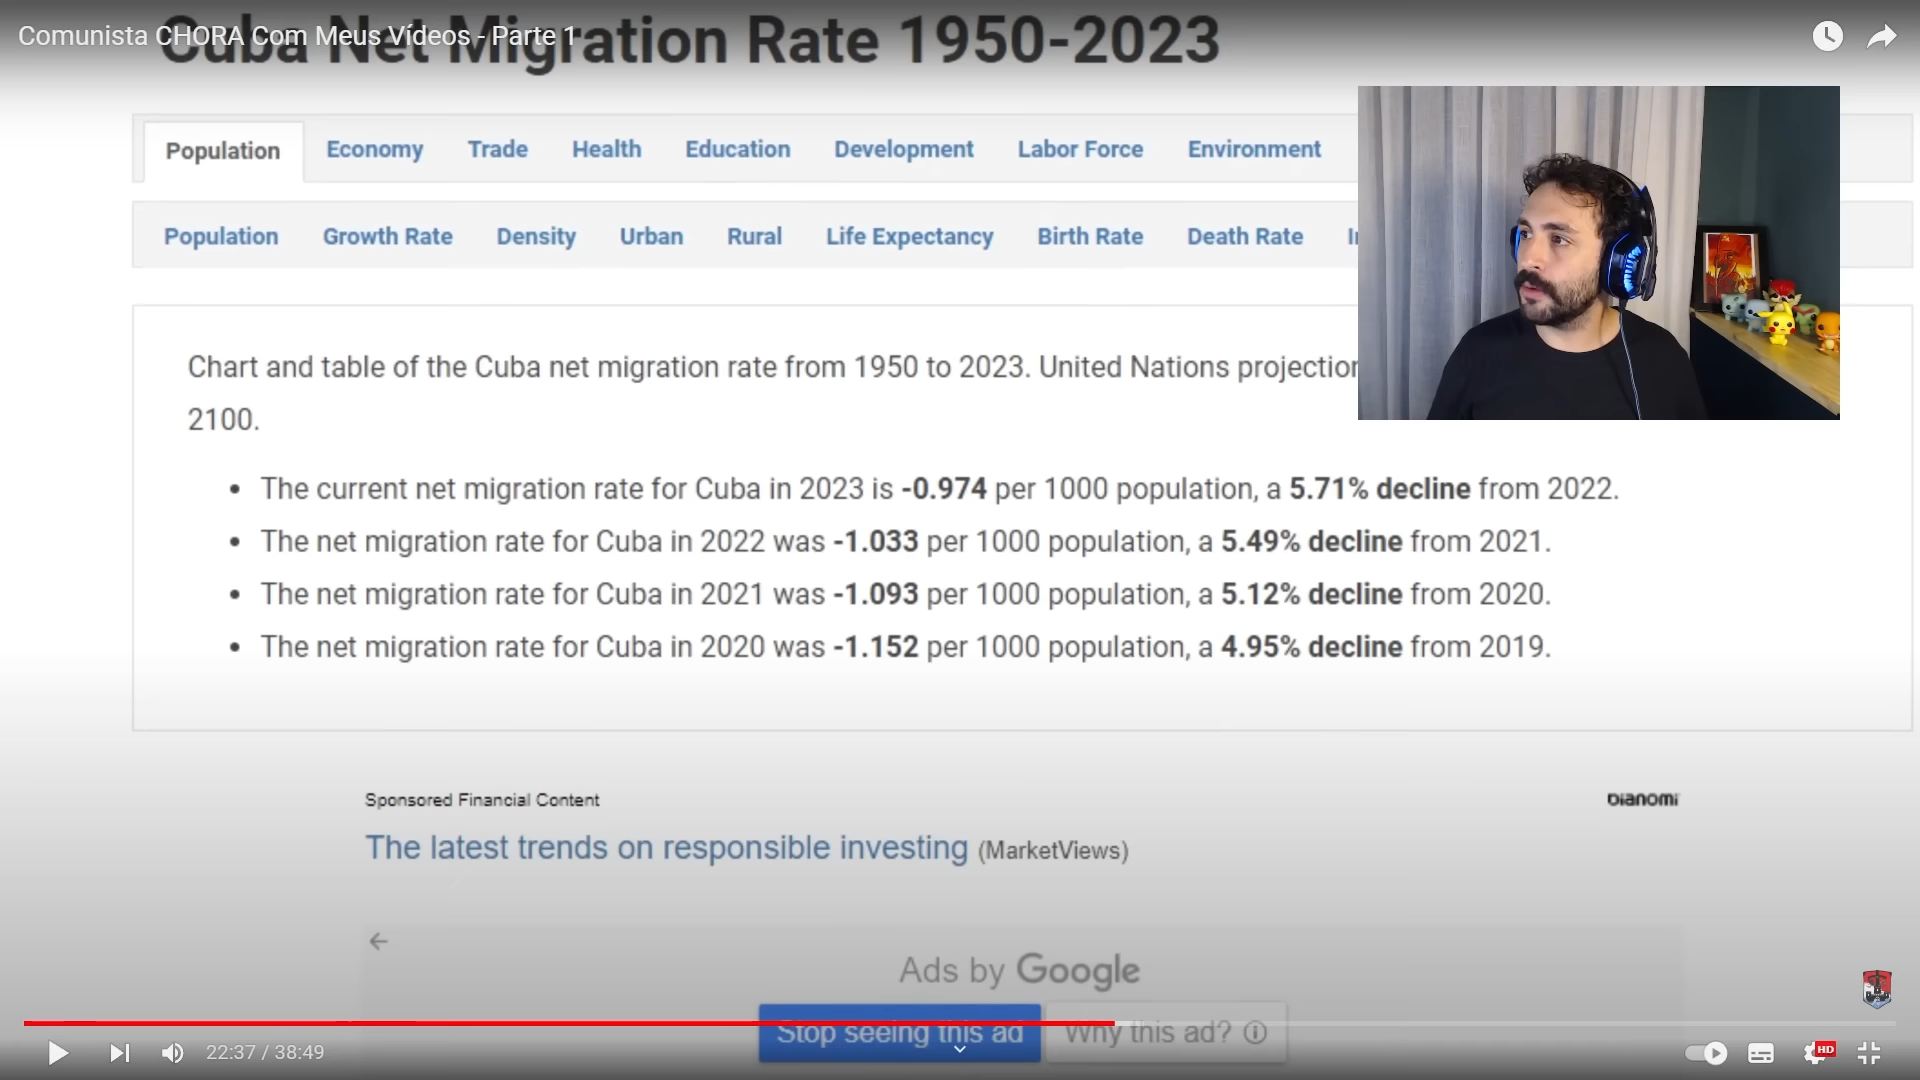 Comunista CHORA Com Meus Vídeos - Parte 1
Cuba Net Migration Rate 1950-2023
Population Economy Trade Health Education Development Labor Force Environment
Population Growth Rate Density Urban Rural Life Expectancy Birth Rate Death Rate
Chart and table of the Cuba net migration rate from 1950 to 2023. United Nations projection
2100.
• The current net migration rate for Cuba in 2023 is -0.974 per 1000 population, a 5.71% decline from 2022.
• The net migration rate for Cuba in 2022 was -1.033 per 1000 population, a 5.49% decline from 2021.
• The net migration rate for Cuba in 2021 was -1.093 per 1000 population, a 5.12% decline from 2020.
• The net migration rate for Cuba in 2020 was -1.152 per 1000 population, a 4.95% decline from 2019.
Sponsored Financial Content
DIANOMI
The latest trends on responsible investing (MarketViews)
Ads by Google
Stop seeing this ad Why this ad?
22:37 / 38:49
HD